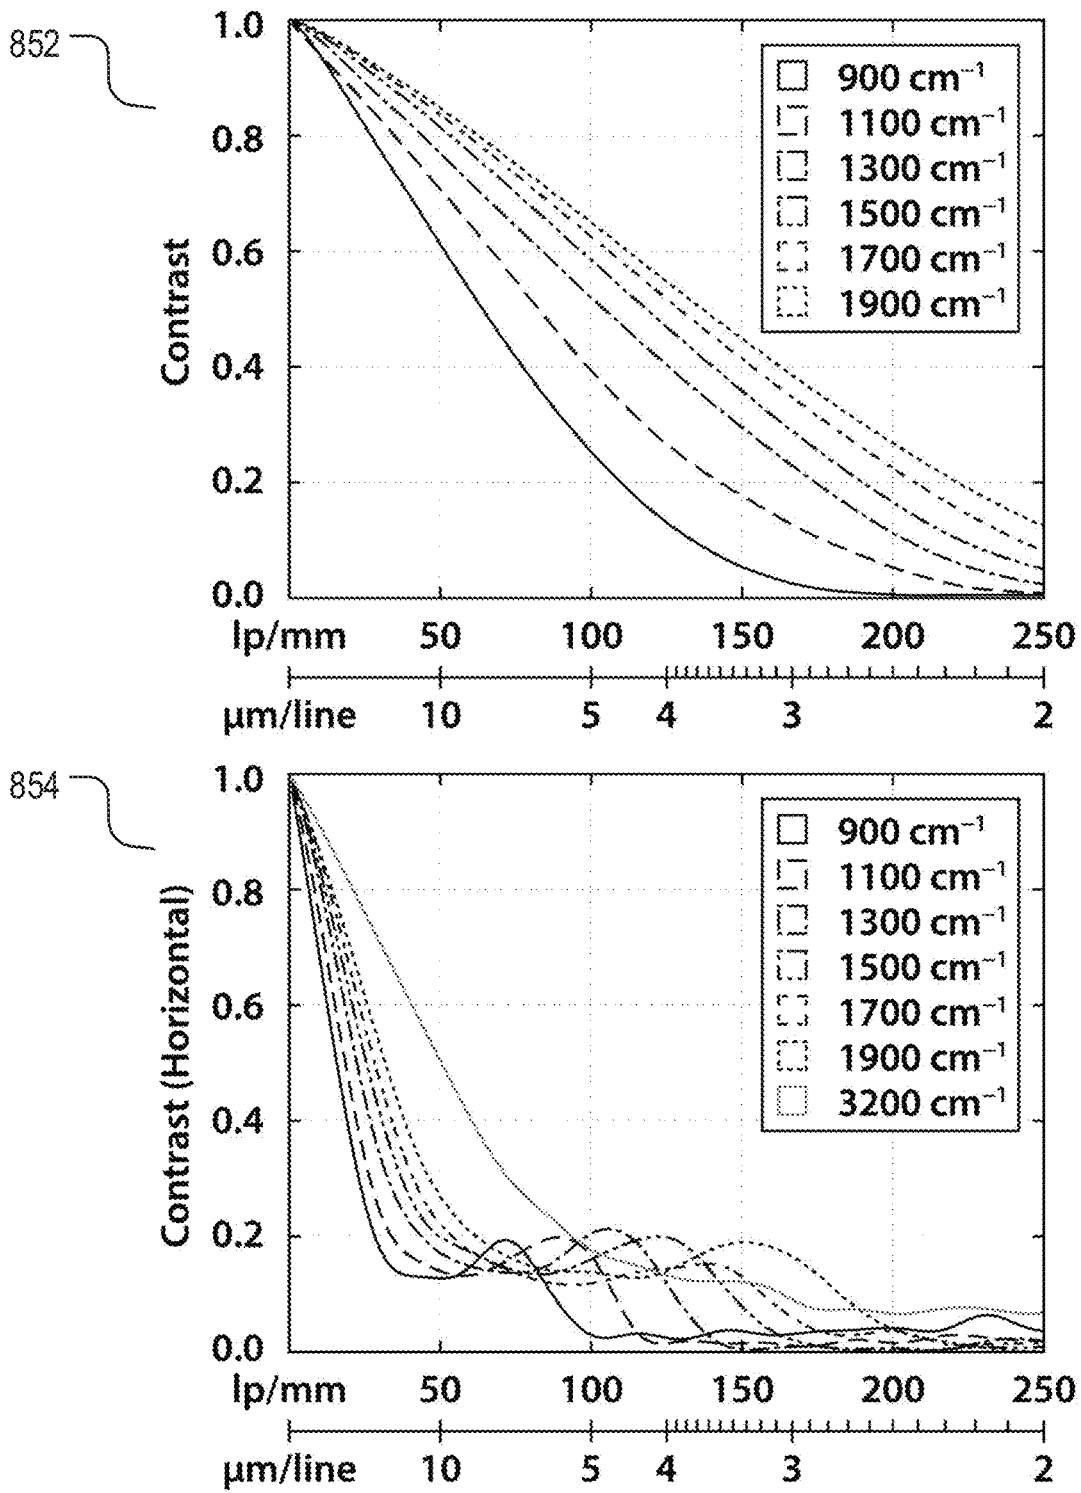 852
Contrast
1.0
0.8
0.6
0.4
0.2
0.0
900 cm⁻¹
1100 cm⁻¹
1300 cm⁻¹
1500 cm⁻¹
1700 cm⁻¹
1900 cm⁻¹
lp/mm 50 100 150 200 250
µm/line 10 5 4 3 2
854
Contrast (Horizontal)
1.0
0.8
0.6
0.4
0.2
0.0
900 cm⁻¹
1100 cm⁻¹
1300 cm⁻¹
1500 cm⁻¹
1700 cm⁻¹
1900 cm⁻¹
3200 cm⁻¹
lp/mm 50 100 150 200 250
µm/line 10 5 4 3 2